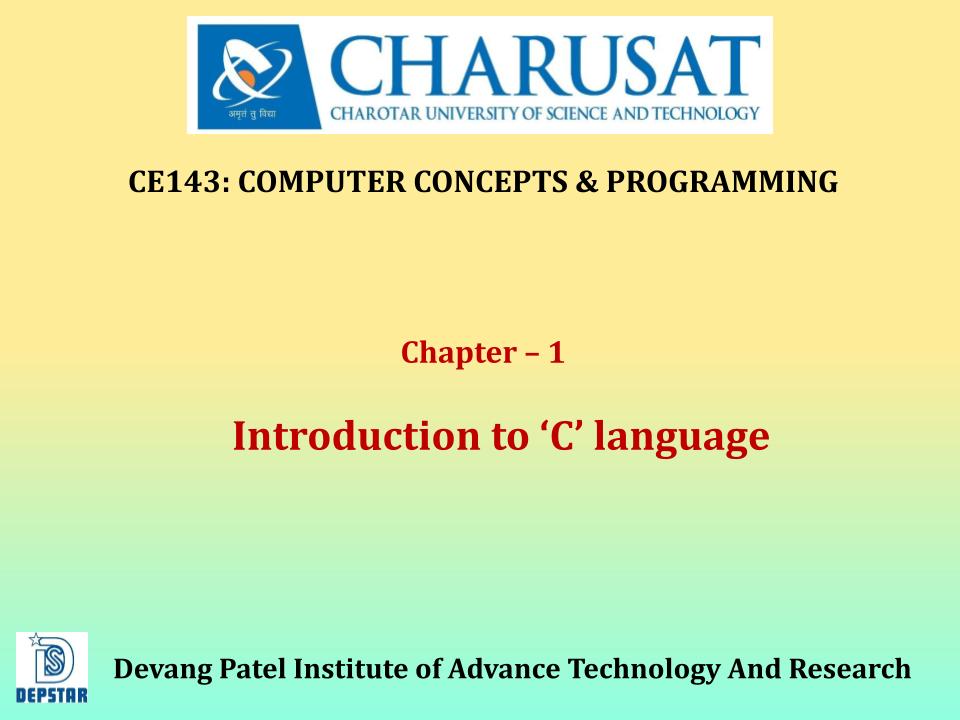 CHARUSAT
अमृतं तु विद्या
CHAROTAR UNIVERSITY OF SCIENCE AND TECHNOLOGY
CE143: COMPUTER CONCEPTS & PROGRAMMING
Chapter – 1
Introduction to ‘C’ language
DEPSTAR
Devang Patel Institute of Advance Technology And Research